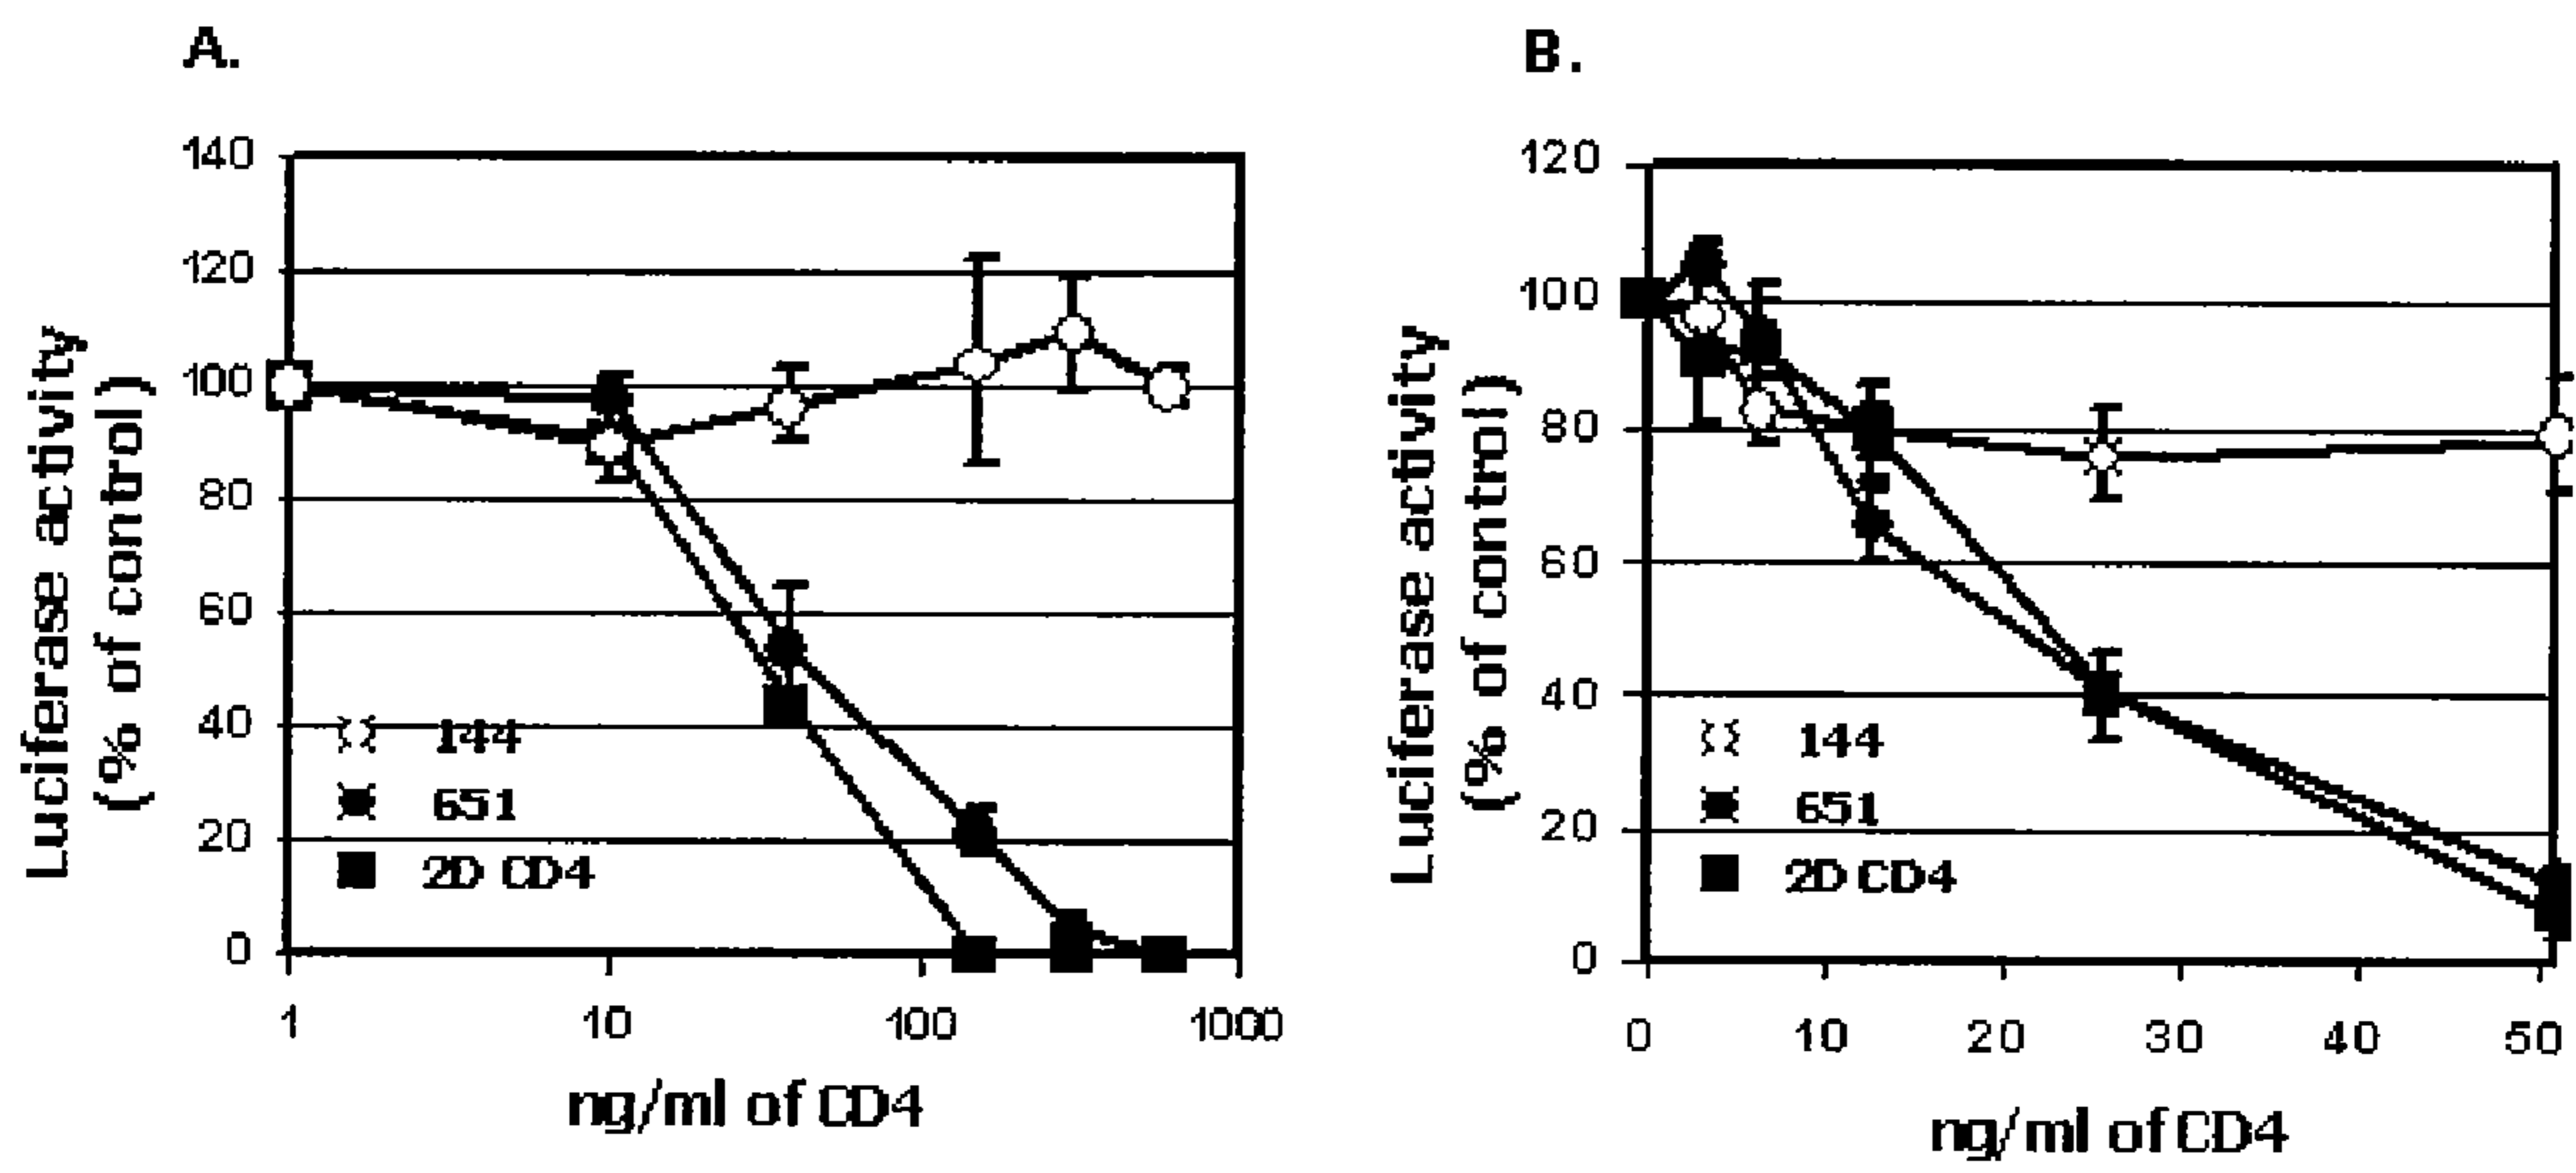 A.
Luciferase activity
(% of control)
140
120
100
80
60
40
20
0
144
651
2D CD4
1
10
100
1000
ng/ml of CD4
B.
Luciferase activity
(% of control)
120
100
80
60
40
20
0
144
651
2D CD4
0
10
20
30
40
50
ng/ml of CD4